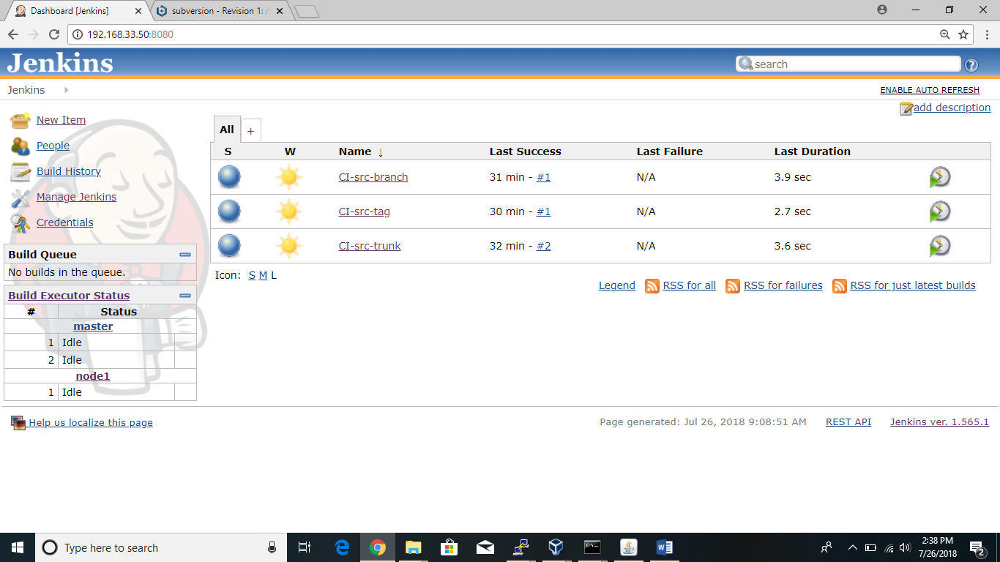 Dashboard [Jenkins]
subversion - Revision 1: /
192.168.33.50:8080
Jenkins
search
Jenkins
ENABLE AUTO REFRESH
add description
New Item
People
Build History
Manage Jenkins
Credentials
All +
S W Name ↓ Last Success Last Failure Last Duration
CI-src-branch 31 min - #1 N/A 3.9 sec
CI-src-tag 30 min - #1 N/A 2.7 sec
CI-src-trunk 32 min - #2 N/A 3.6 sec
Icon: S M L
Legend RSS for all RSS for failures RSS for just latest builds
Build Queue
No builds in the queue.
Build Executor Status
# Status
master
1 Idle
2 Idle
node1
1 Idle
Help us localize this page
Page generated: Jul 26, 2018 9:08:51 AM REST API Jenkins ver. 1.565.1
Type here to search
2:38 PM
7/26/2018
2